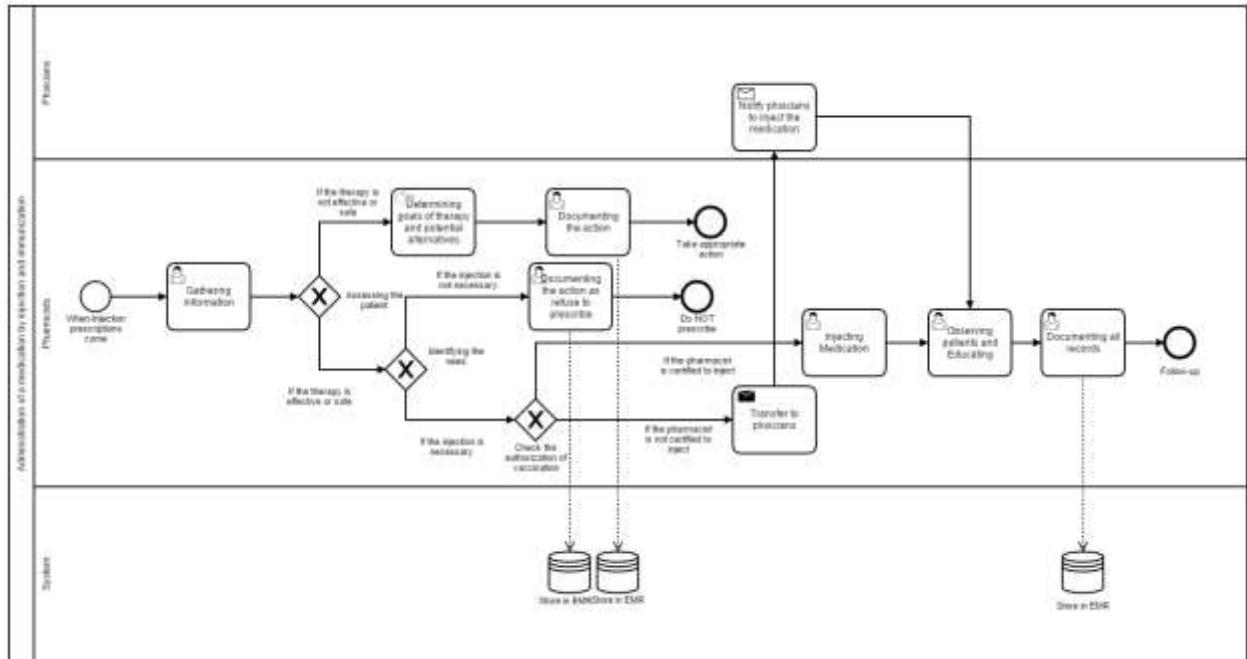 Administration of a medication by injection and immunization
Phisicians
Notify phisicians
to inject the
medication
Pharmacists
If the therapy is
not effective or
safe
Determining
goals of therapy
and potential
alternatives
Documenting
the action
Take appropriate
action
When injection
prescriptions
come
Gathering
information
Assessing the
patient
If the injection is
not necessary
Documenting
the action as
refuse to
prescribe
Do NOT
prescribe
Identifying the
need
If the therapy is
effective or safe
If the injection is
necessary
Check the
authorization of
vaccination
If the pharmacist
is certified to inject
If the pharmacist
is not certified to
inject
Transfer to
phisicians
Injecting
Medication
Observing
patients and
Educating
Documenting all
records
Follow-up
System
Store in EMR
Store in EMR
Store in EMR